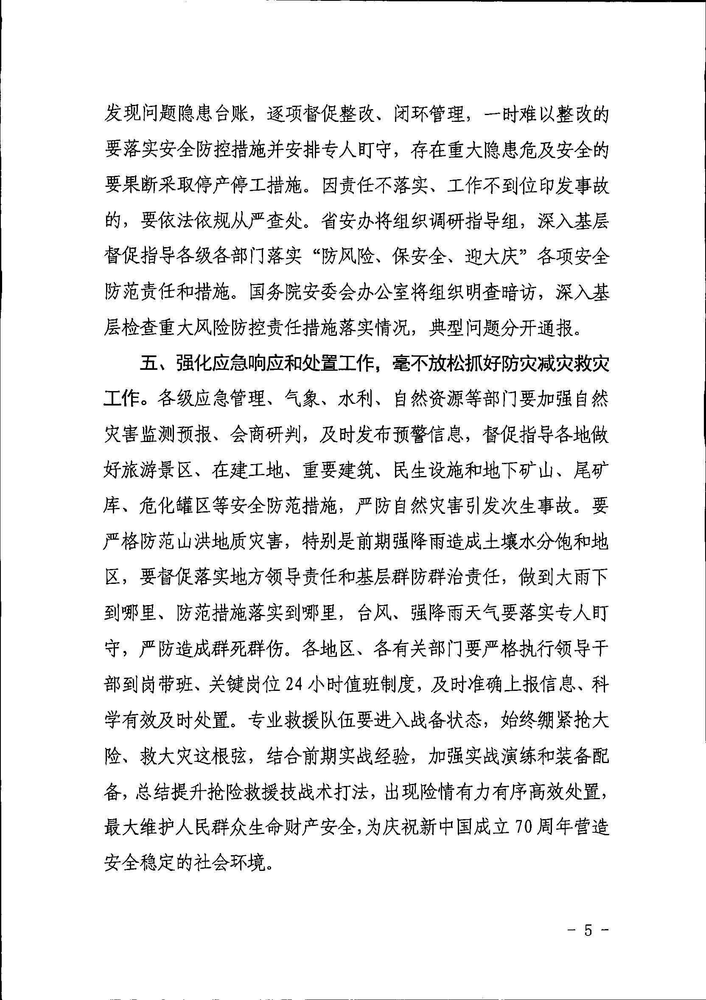 发现问题隐患台账，逐项督促整改、闭环管理，一时难以整改的
要落实安全防控措施并安排专人盯守，存在重大隐患危及安全的
要果断采取停产停工措施。因责任不落实、工作不到位印发事故
的，要依法依规从严查处。省安办将组织调研指导组，深入基层
督促指导各级各部门落实“防风险、保安全、迎大庆”各项安全
防范责任和措施。国务院安委会办公室将组织明查暗访，深入基
层检查重大风险防控责任措施落实情况，典型问题分开通报。
五、强化应急响应和处置工作，毫不放松抓好防灾减灾救灾
工作。各级应急管理、气象、水利、自然资源等部门要加强自然
灾害监测预报、会商研判，及时发布预警信息，督促指导各地做
好旅游景区、在建工地、重要建筑、民生设施和地下矿山、尾矿
库、危化罐区等安全防范措施，严防自然灾害引发次生事故。要
严格防范山洪地质灾害，特别是前期强降雨造成土壤水分饱和地
区，要督促落实地方领导责任和基层群防群治责任，做到大雨下
到哪里、防范措施落实到哪里，台风、强降雨天气要落实专人盯
守，严防造成群死群伤。各地区、各有关部门要严格执行领导干
部到岗带班、关键岗位 24 小时值班制度，及时准确上报信息、科
学有效及时处置。专业救援队伍要进入战备状态，始终绷紧抢大
险、救大灾这根弦，结合前期实战经验，加强实战演练和装备配
备，总结提升抢险救援技战术打法，出现险情有力有序高效处置，
最大维护人民群众生命财产安全，为庆祝新中国成立 70 周年营造
安全稳定的社会环境。
- 5 -